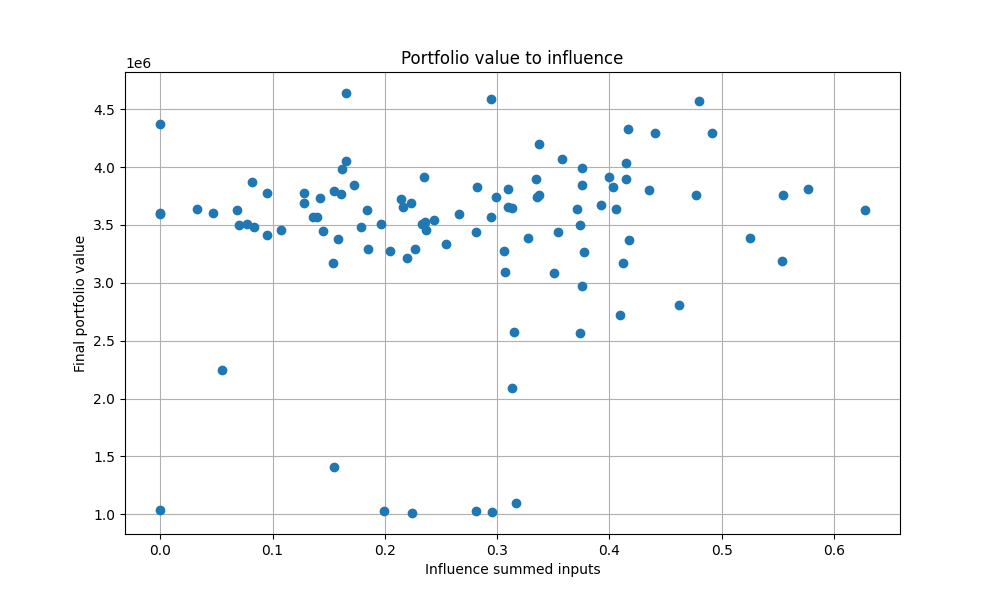 Portfolio value to influence
1e6
4.5
4.0
3.5
3.0
2.5
2.0
1.5
1.0
Final portfolio value
0.0 0.1 0.2 0.3 0.4 0.5 0.6
Influence summed inputs